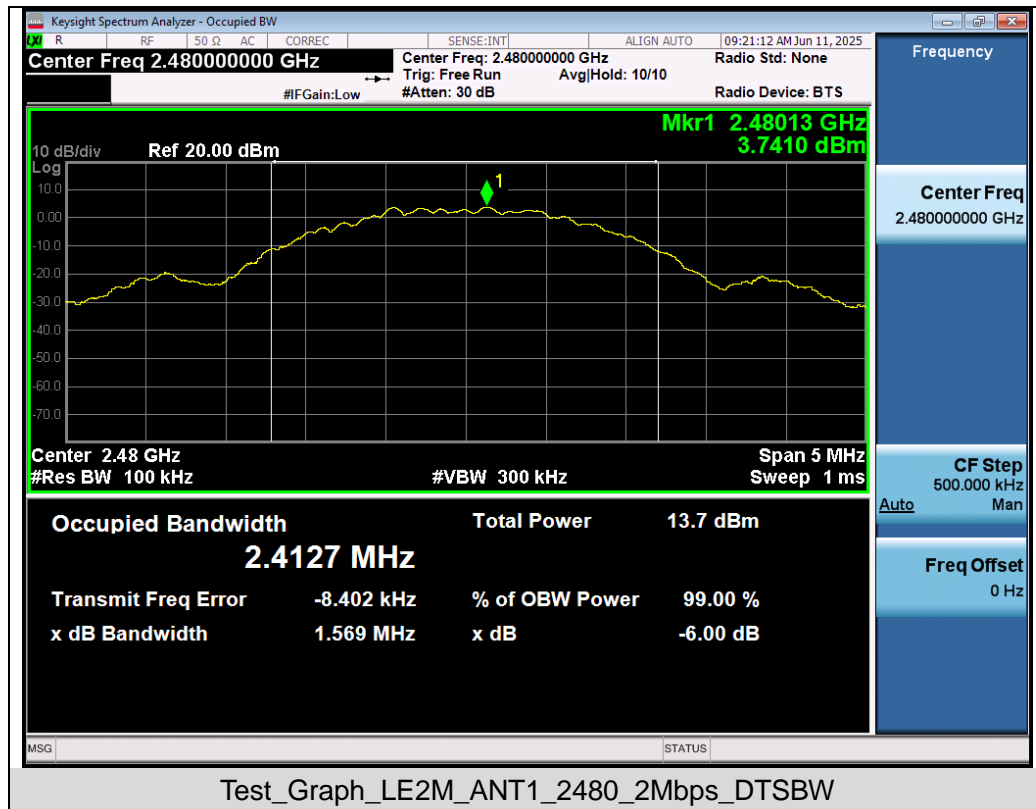 Keysight Spectrum Analyzer - Occupied BW
LXI R RF 50 Ω AC CORREC SENSE:INT ALIGN AUTO 09:21:12 AM Jun 11, 2025
Center Freq 2.480000000 GHz
Center Freq: 2.480000000 GHz Radio Std: None
Trig: Free Run Avg|Hold: 10/10
#IFGain:Low #Atten: 30 dB Radio Device: BTS
Mkr1 2.48013 GHz
3.7410 dBm
10 dB/div Ref 20.00 dBm
Log
10.0
0.00
-10.0
-20.0
-30.0
-40.0
-50.0
-60.0
-70.0
1
Center 2.48 GHz Span 5 MHz
#Res BW 100 kHz #VBW 300 kHz Sweep 1 ms
Occupied Bandwidth Total Power 13.7 dBm
2.4127 MHz
Transmit Freq Error -8.402 kHz % of OBW Power 99.00 %
x dB Bandwidth 1.569 MHz x dB -6.00 dB
Frequency
Center Freq
2.480000000 GHz
CF Step
500.000 kHz
Auto Man
Freq Offset
0 Hz
MSG STATUS
Test_Graph_LE2M_ANT1_2480_2Mbps_DTSBW